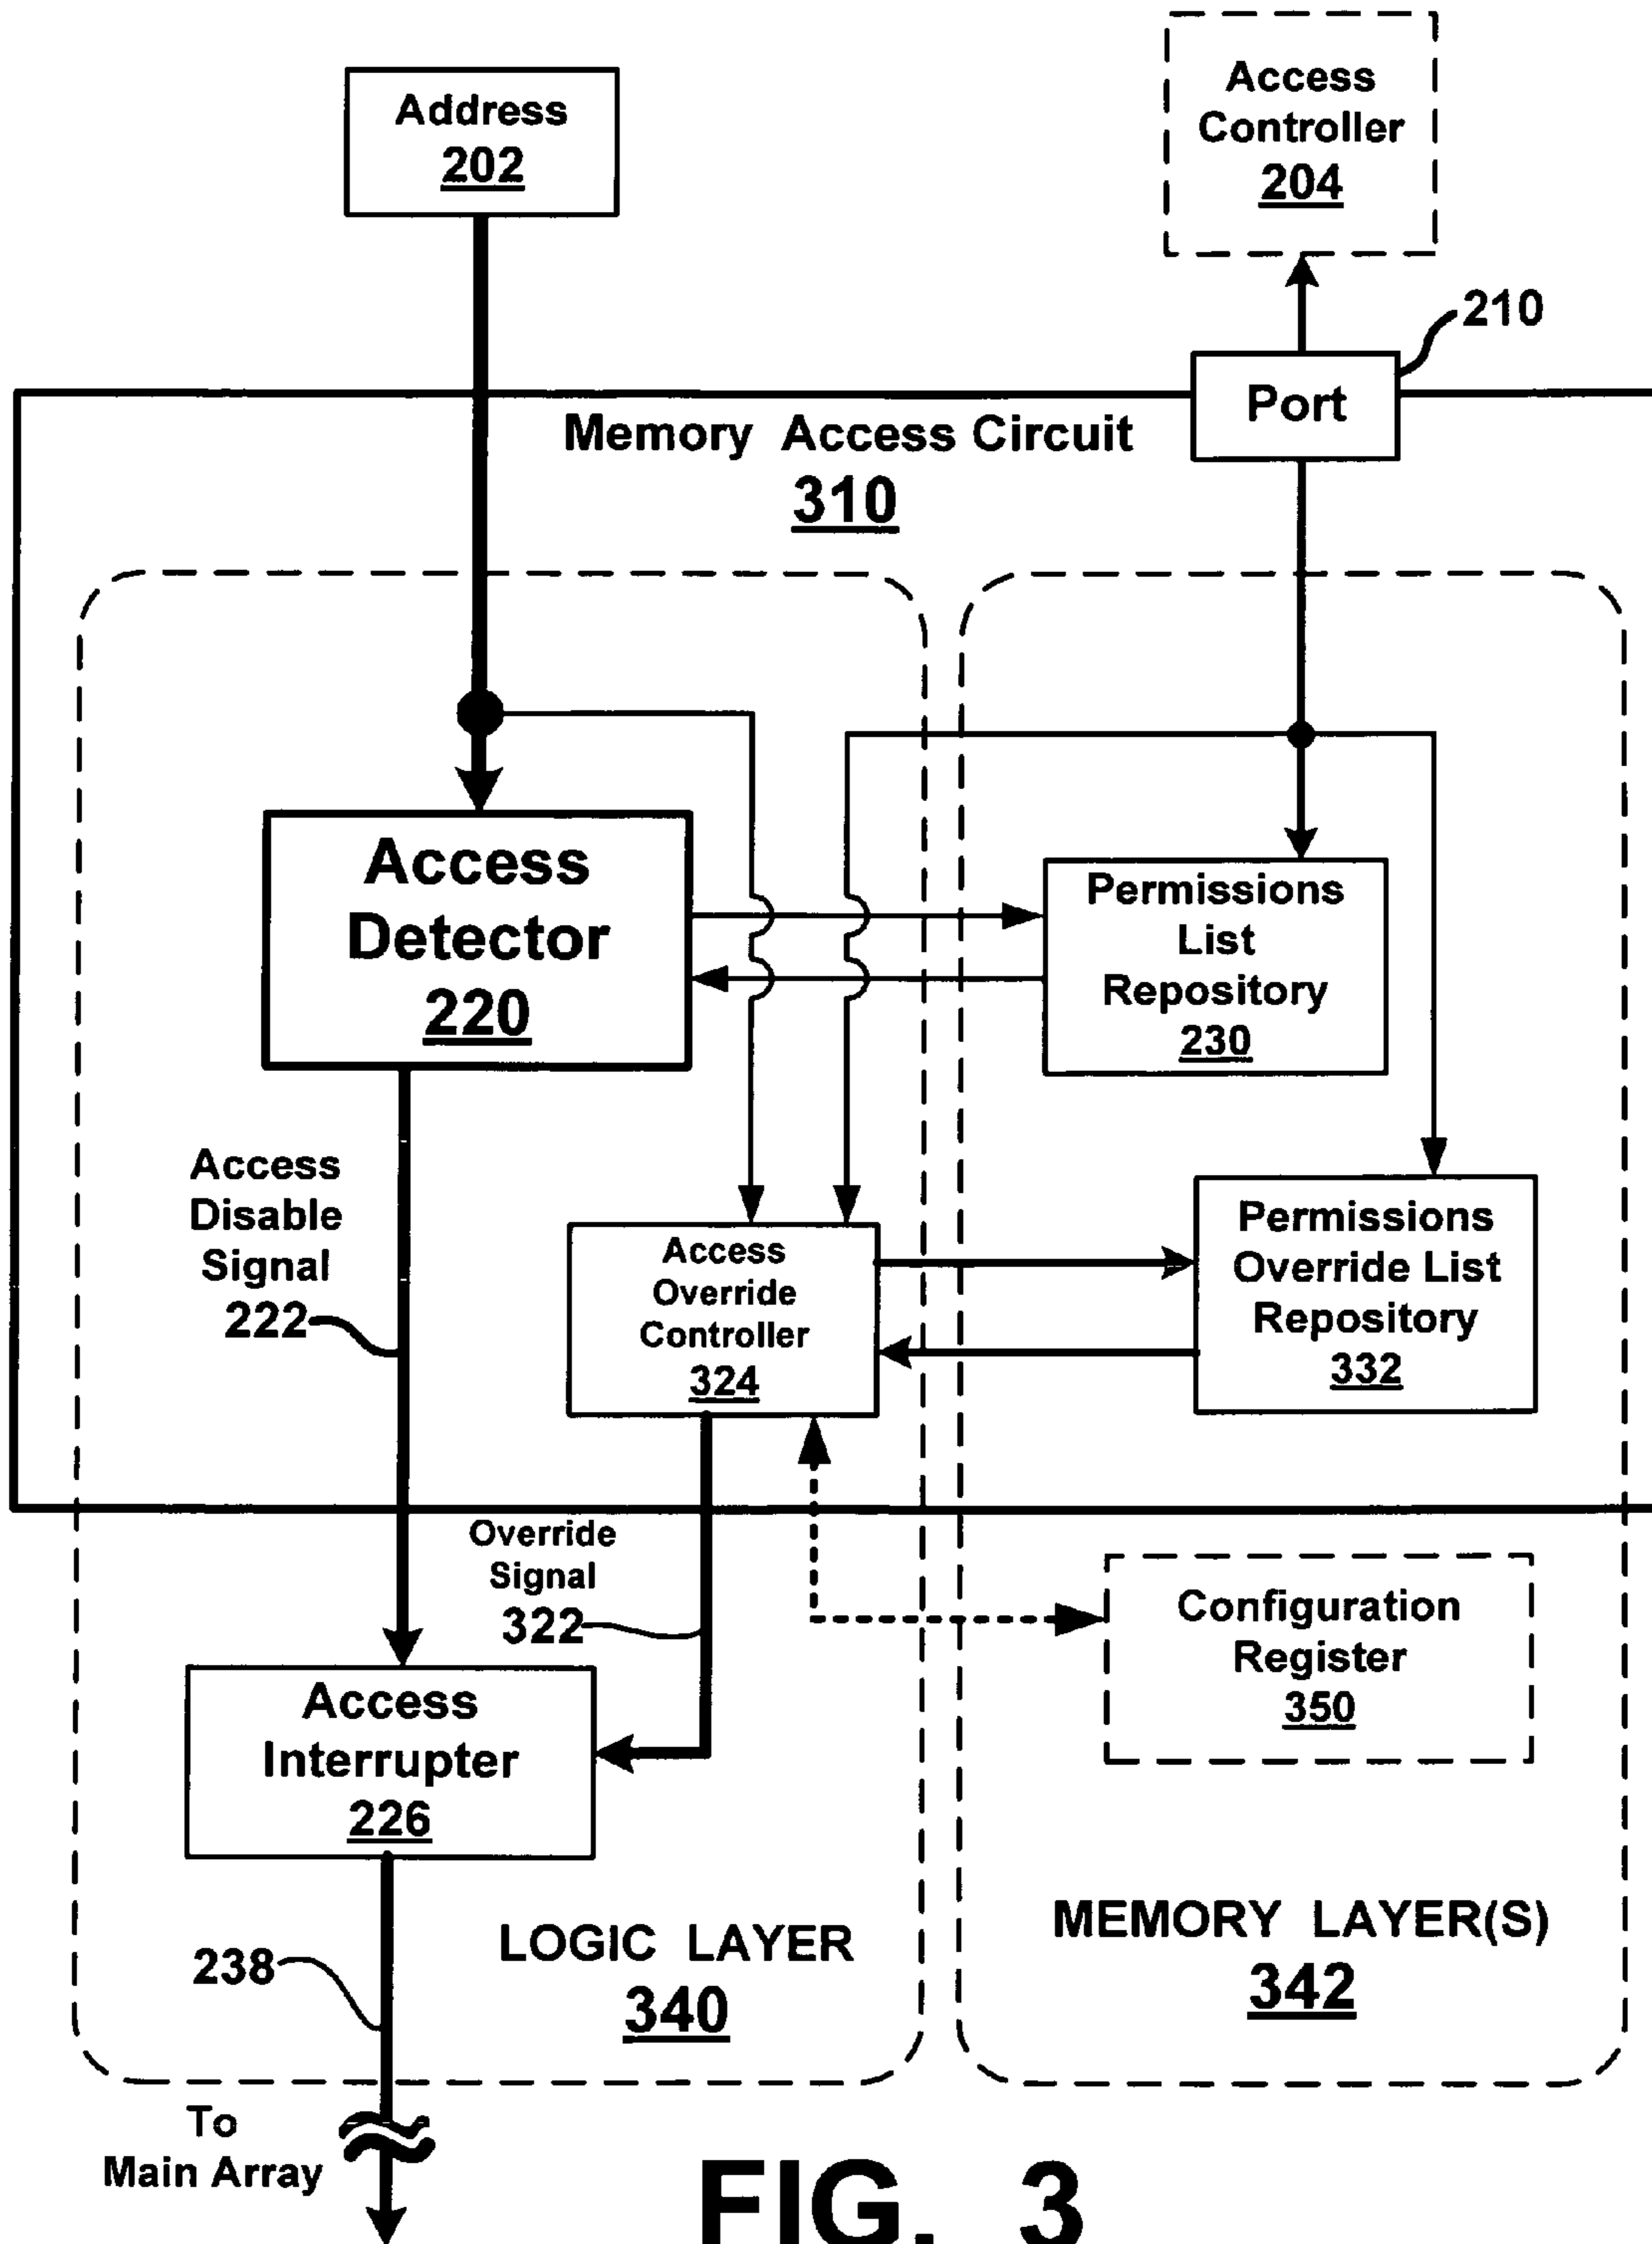 Address
202
Access
Controller
204
210
Port
Memory Access Circuit
310
Access
Detector
220
Permissions
List
Repository
230
Access
Disable
Signal
222
Access
Override
Controller
324
Permissions
Override List
Repository
332
Override
Signal
322
Configuration
Register
350
Access
Interrupter
226
238
LOGIC LAYER
340
MEMORY LAYER(S)
342
To
Main Array
FIG. 3